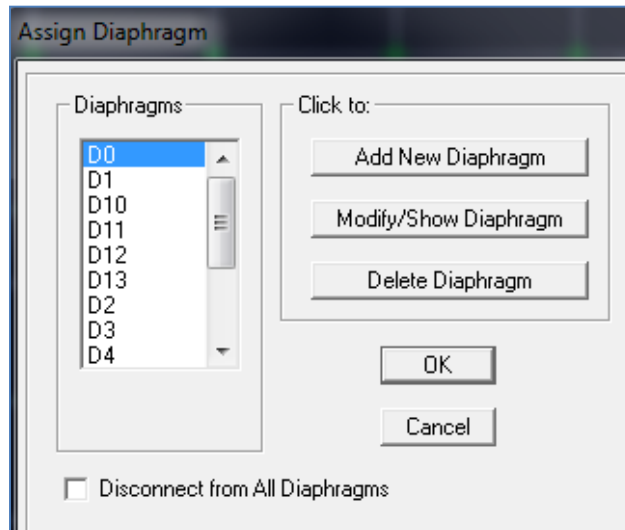 Assign Diaphragm
Diaphragms
D0
D1
D10
D11
D12
D13
D2
D3
D4
Click to:
Add New Diaphragm
Modify/Show Diaphragm
Delete Diaphragm
OK
Cancel
Disconnect from All Diaphragms